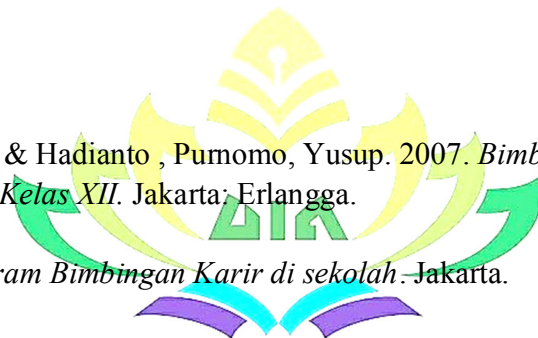 & Hadianto , Purnomo, Yusup. 2007. Bimb
Kelas XII. Jakarta: Erlangga.
ram Bimbingan Karir di sekolah. Jakarta.